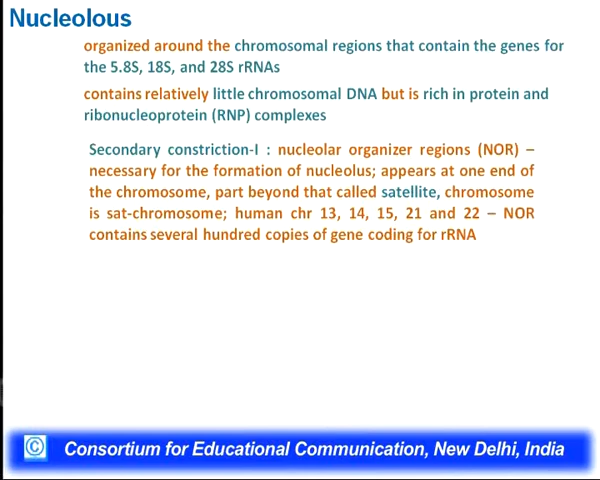 Nucleolous
organized around the chromosomal regions that contain the genes for
the 5.8S, 18S, and 28S rRNAs
contains relatively little chromosomal DNA but is rich in protein and
ribonucleoprotein (RNP) complexes
Secondary constriction-I : nucleolar organizer regions (NOR) –
necessary for the formation of nucleolus; appears at one end of
the chromosome, part beyond that called satellite, chromosome
is sat-chromosome; human chr 13, 14, 15, 21 and 22 – NOR
contains several hundred copies of gene coding for rRNA
© Consortium for Educational Communication, New Delhi, India